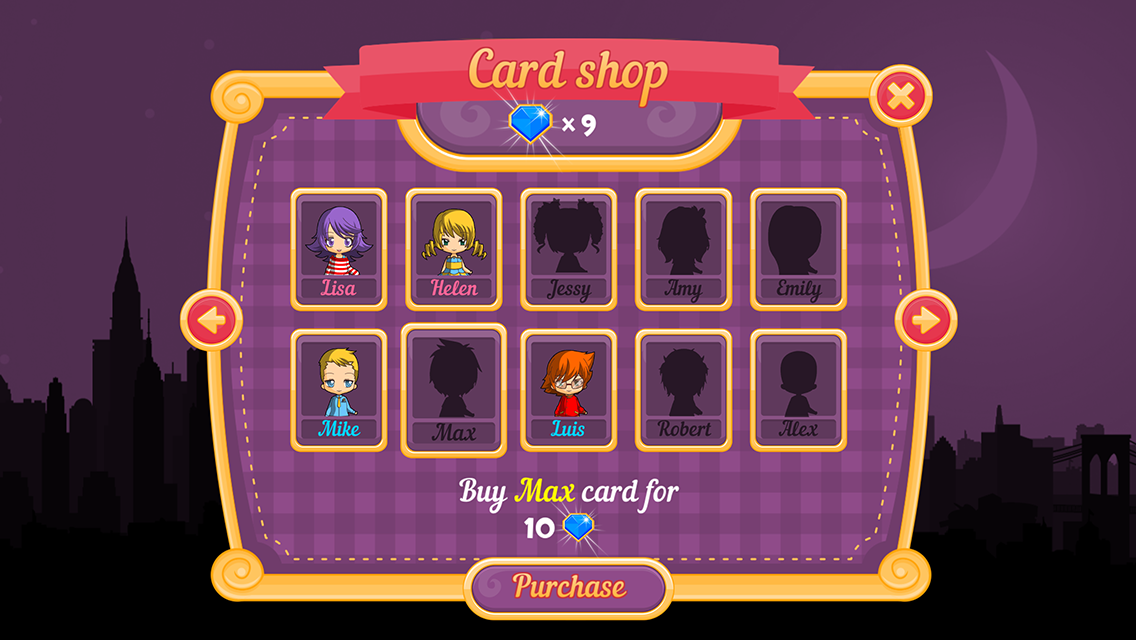 Card shop
× 9
Lisa
Helen
Jessy
Amy
Emily
Mike
Max
Luis
Robert
Alex
Buy Max card for
10
Purchase